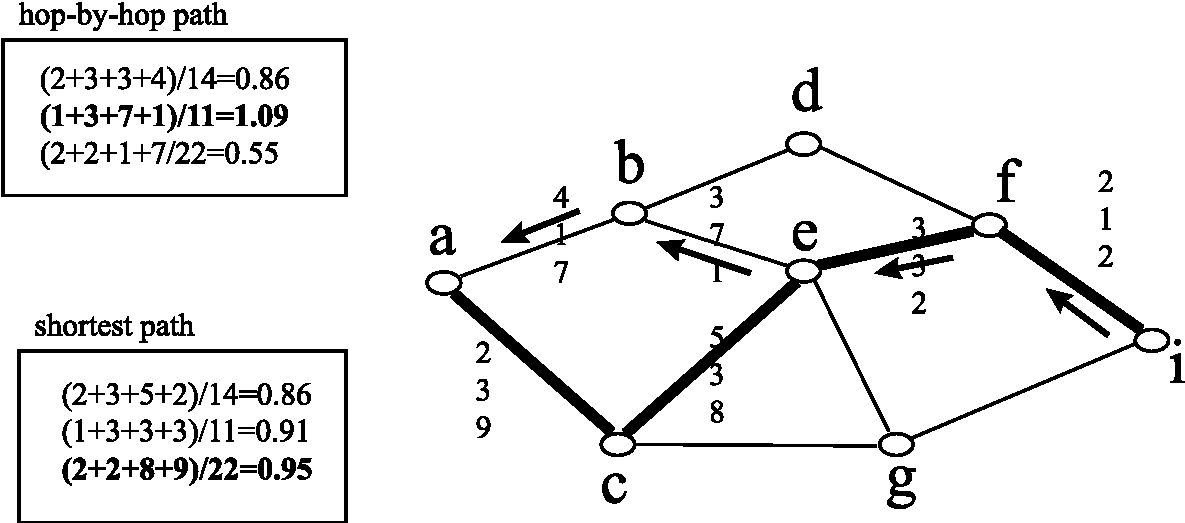 hop-by-hop path
(2+3+3+4)/14=0.86
(1+3+7+1)/11=1.09
(2+2+1+7/22=0.55
shortest path
(2+3+5+2)/14=0.86
(1+3+3+3)/11=0.91
(2+2+8+9)/22=0.95
d
b
f
a
e
c
g
i
4
1
7
3
7
1
3
3
2
2
1
2
2
3
9
5
3
8